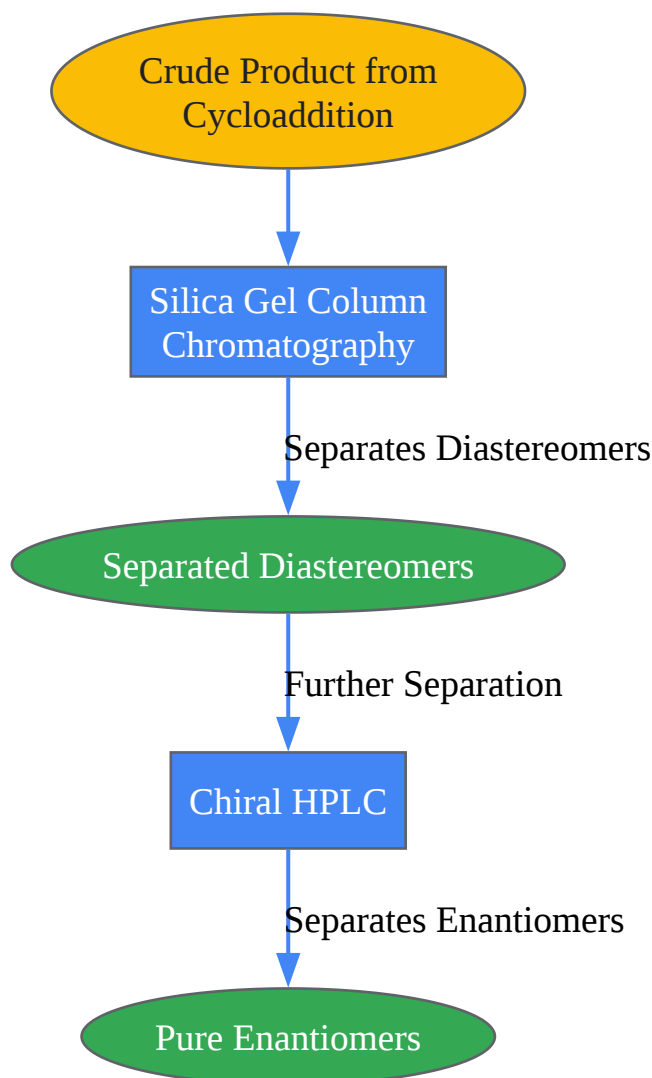 Crude Product from
Cycloaddition
Silica Gel Column
Chromatography
Separates Diastereomers
Separated Diastereomers
Further Separation
Chiral HPLC
Separates Enantiomers
Pure Enantiomers